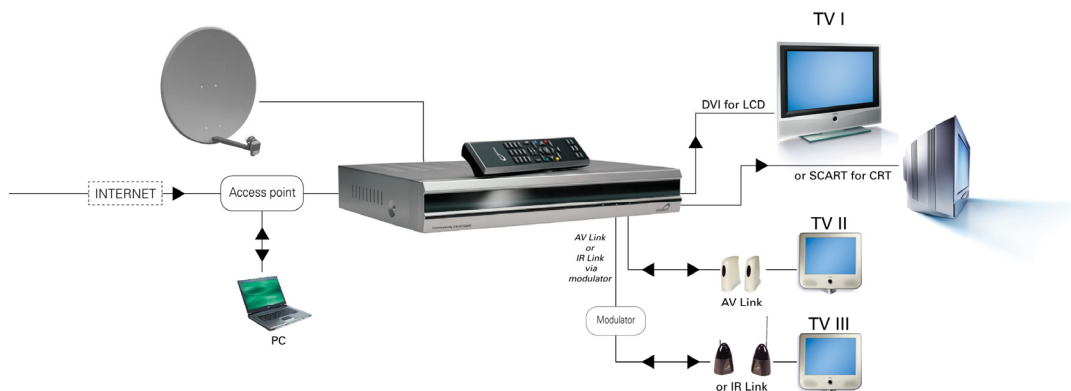 TV I
DVI for LCD
INTERNET
Access point
or SCART for CRT
AV Link
or
IR Link
via
modulator
TV II
AV Link
PC
Modulator
TV III
or IR Link